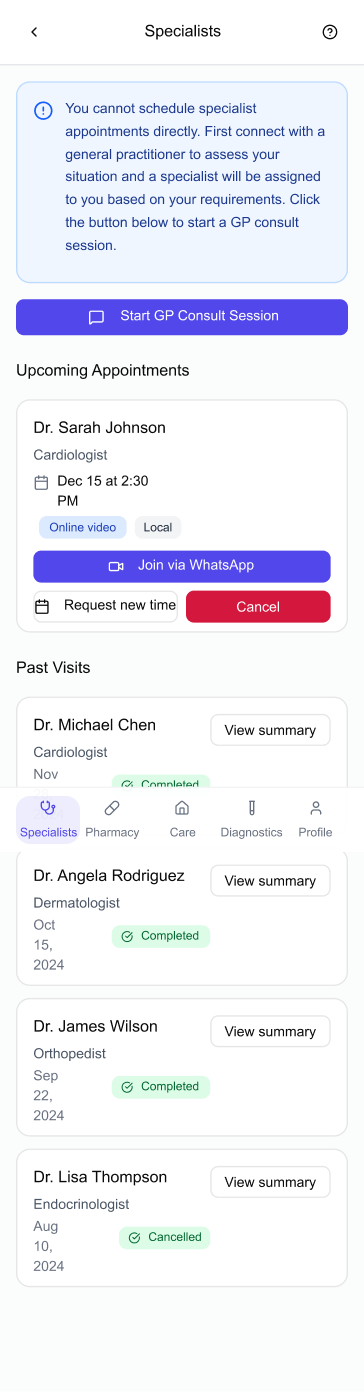 Specialists
You cannot schedule specialist
appointments directly. First connect with a
general practitioner to assess your
situation and a specialist will be assigned
to you based on your requirements. Click
the button below to start a GP consult
session.
Start GP Consult Session
Upcoming Appointments
Dr. Sarah Johnson
Cardiologist
Dec 15 at 2:30
PM
Online video
Local
Join via WhatsApp
Request new time
Cancel
Past Visits
Dr. Michael Chen
View summary
Cardiologist
Nov
Completed
Specialists
Pharmacy
Care
Diagnostics
Profile
Dr. Angela Rodriguez
View summary
Dermatologist
Oct
15,
2024
Completed
Dr. James Wilson
View summary
Orthopedist
Sep
22,
2024
Completed
Dr. Lisa Thompson
View summary
Endocrinologist
Aug
10,
2024
Cancelled